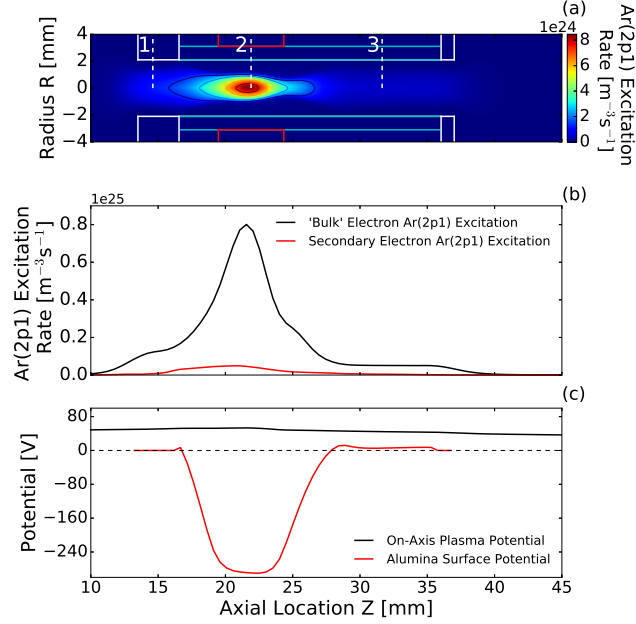 (a)
1e24
4
2
0
−2
−4
Radius R [mm]
1
2
3
8
6
4
2
0
Ar(2p1) Excitation
Rate [m−3s−1]
(b)
1e25
0.8
0.6
0.4
0.2
0.0
Ar(2p1) Excitation
Rate [m−3s−1]
'Bulk' Electron Ar(2p1) Excitation
Secondary Electron Ar(2p1) Excitation
(c)
80
0
−80
−160
−240
Potential [V]
On-Axis Plasma Potential
Alumina Surface Potential
10 15 20 25 30 35 40 45
Axial Location Z [mm]